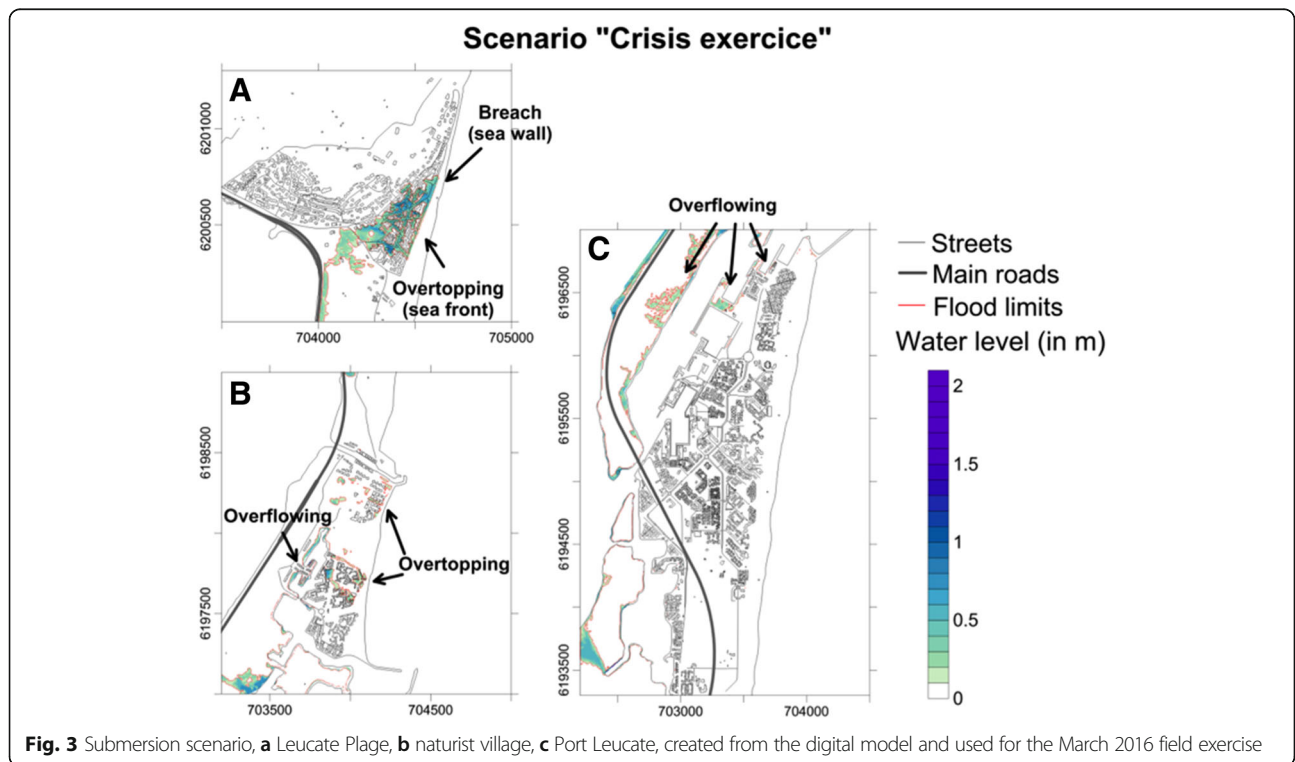 Scenario "Crisis exercice"
A
Breach
(sea wall)
Overtopping
(sea front)
6201000
6200500
704000
705000
B
Overflowing
Overtopping
6198500
6197500
703500
704500
C
Overflowing
6196500
6195500
6194500
6193500
703000
704000
Streets
Main roads
Flood limits
Water level (in m)
2
1.5
1
0.5
0
Fig. 3 Submersion scenario, a Leucate Plage, b naturist village, c Port Leucate, created from the digital model and used for the March 2016 field exercise